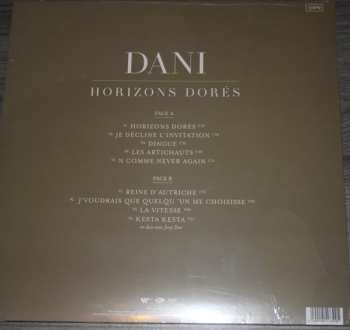 DANI
HORIZONS DORÉS
FACE A
HORIZONS DORÉS
JE DÉCLINE L'INVITATION
DINGUE
LES ARTICHAUTS
N COMME NEVER AGAIN
FACE B
REINE D'AUTRICHE
J'VOUDRAIS QUE QUELQU'UN ME CHOISISSE
LA VITESSE
KESTA KESTA